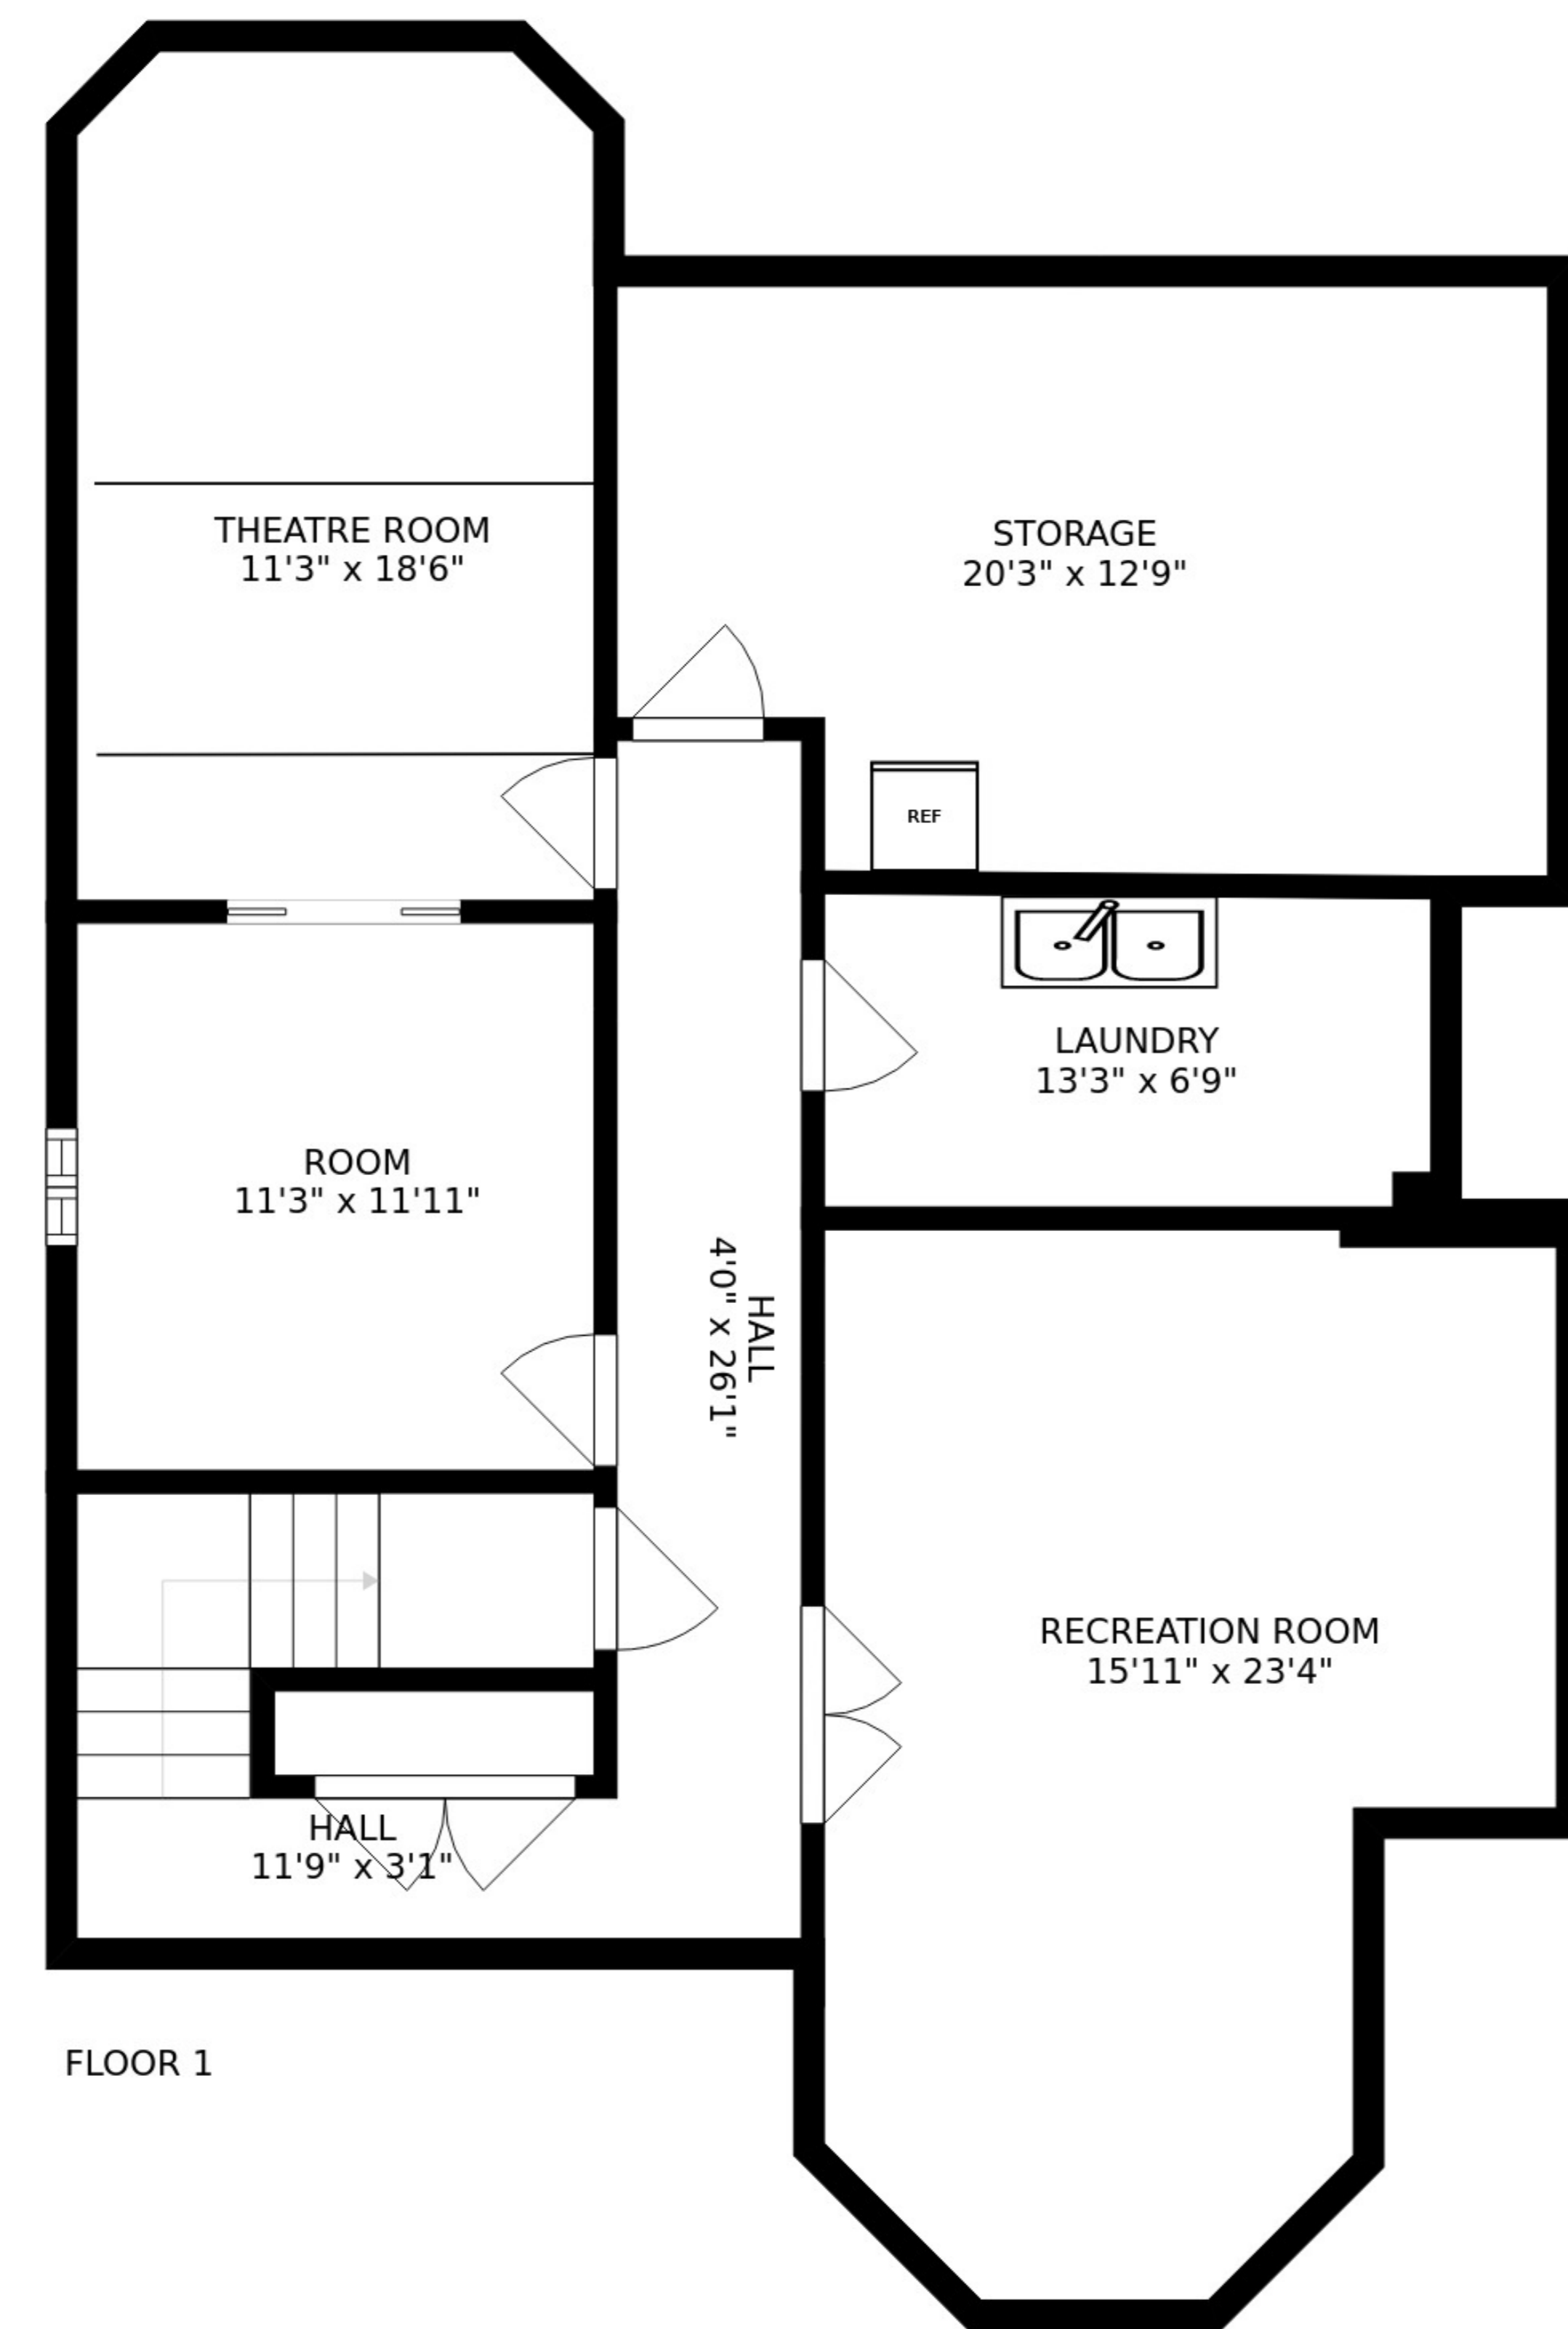 THEATRE ROOM
11'3" x 18'6"
STORAGE
20'3" x 12'9"
REF
LAUNDRY
13'3" x 6'9"
ROOM
11'3" x 11'11"
HALL
4'0" x 26'1"
RECREATION ROOM
15'11" x 23'4"
HALL
11'9" x 3'1"
FLOOR 1